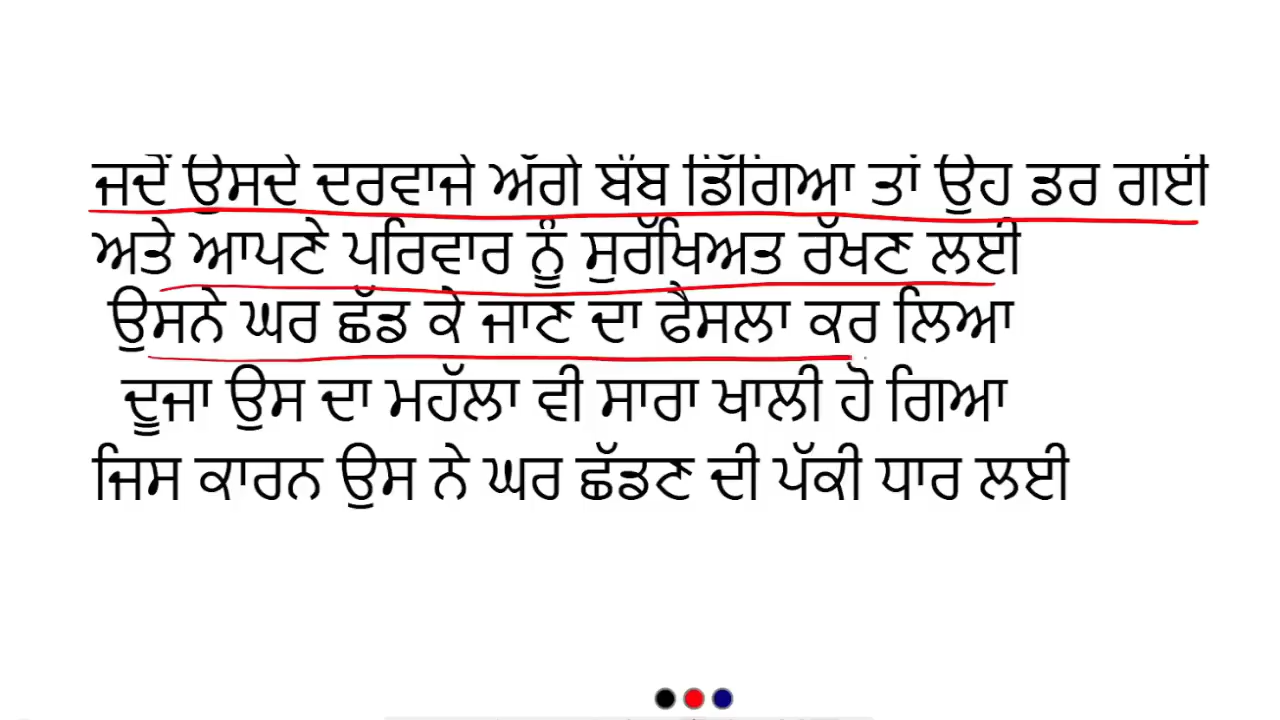 ਜਦੋਂ ਉਸਦੇ ਦਰਵਾਜੇ ਅੱਗੇ ਬੰਬ ਡਿੱਗਿਆ ਤਾਂ ਉਹ ਡਰ ਗਈ
ਅਤੇ ਆਪਣੇ ਪਰਿਵਾਰ ਨੂੰ ਸੁਰੱਖਿਅਤ ਰੱਖਣ ਲਈ
ਉਸਨੇ ਘਰ ਛੱਡ ਕੇ ਜਾਣ ਦਾ ਫੈਸਲਾ ਕਰ ਲਿਆ
ਦੂਜਾ ਉਸ ਦਾ ਮਹੱਲਾ ਵੀ ਸਾਰਾ ਖਾਲੀ ਹੋ ਗਿਆ
ਜਿਸ ਕਾਰਨ ਉਸ ਨੇ ਘਰ ਛੱਡਣ ਦੀ ਪੱਕੀ ਧਾਰ ਲਈ